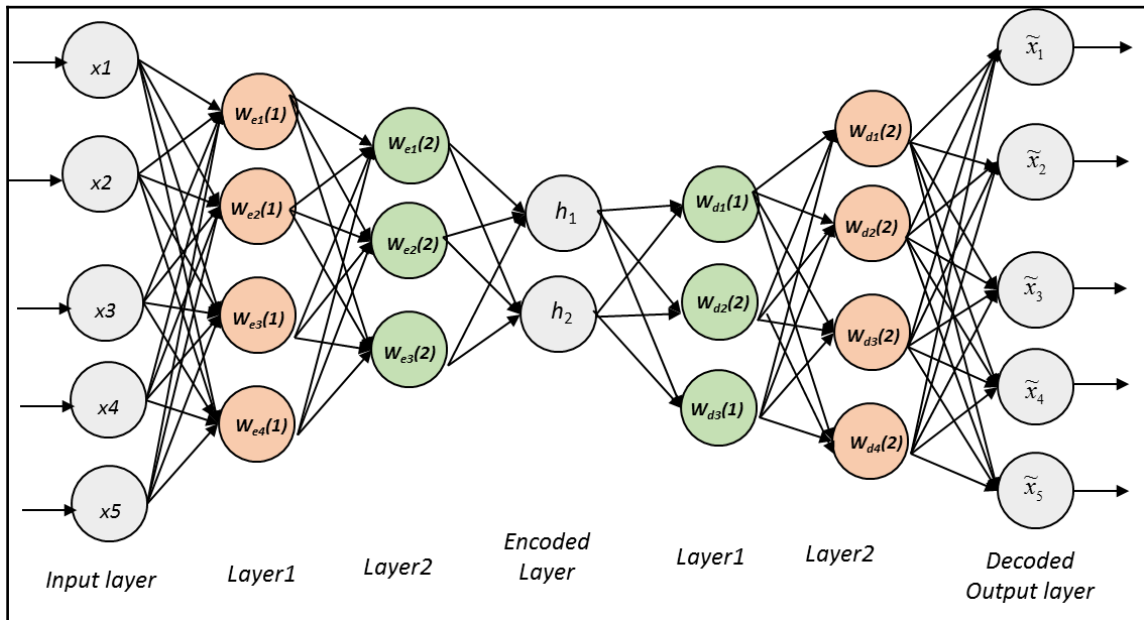 x1
x2
x3
x4
x5
Input layer
We1(1)
We2(1)
We3(1)
We4(1)
Layer1
We1(2)
We2(2)
We3(2)
Layer2
h1
h2
Encoded
Layer
Wd1(1)
Wd2(2)
Wd3(1)
Layer1
Wd1(2)
Wd2(2)
Wd3(2)
Wd4(2)
Layer2
x̃1
x̃2
x̃3
x̃4
x̃5
Decoded
Output layer